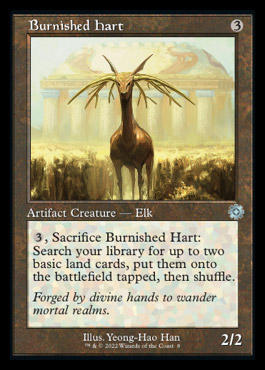 Burnished Hart 3
Artifact Creature — Elk
3, Sacrifice Burnished Hart:
Search your library for up to two
basic land cards, put them onto
the battlefield tapped, then shuffle.
Forged by divine hands to wander
mortal realms.
Illus. Yeong-Hao Han
™ & © 2022 Wizards of the Coast 8
2/2